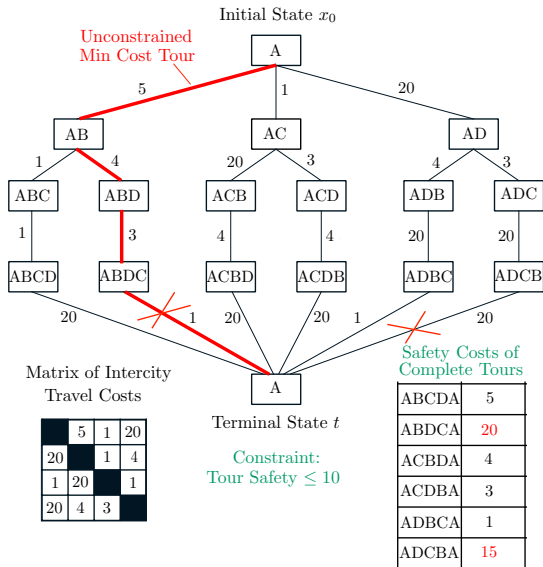 Initial State x₀
Unconstrained
Min Cost Tour
A
5
1
20
AB
AC
AD
1
4
20
3
4
3
ABC
ABD
ACB
ACD
ADB
ADC
1
3
4
4
20
20
ABCD
ABDC
ACBD
ACDB
ADBC
ADCB
20
1
20
20
1
20
A
Terminal State t
Matrix of Intercity
Travel Costs
5 1 20
20 1 4
1 20 1
20 4 3
Constraint:
Tour Safety ≤ 10
Safety Costs of
Complete Tours
ABCDA 5
ABDCA 20
ACBDA 4
ACDBA 3
ADBCA 1
ADCBA 15